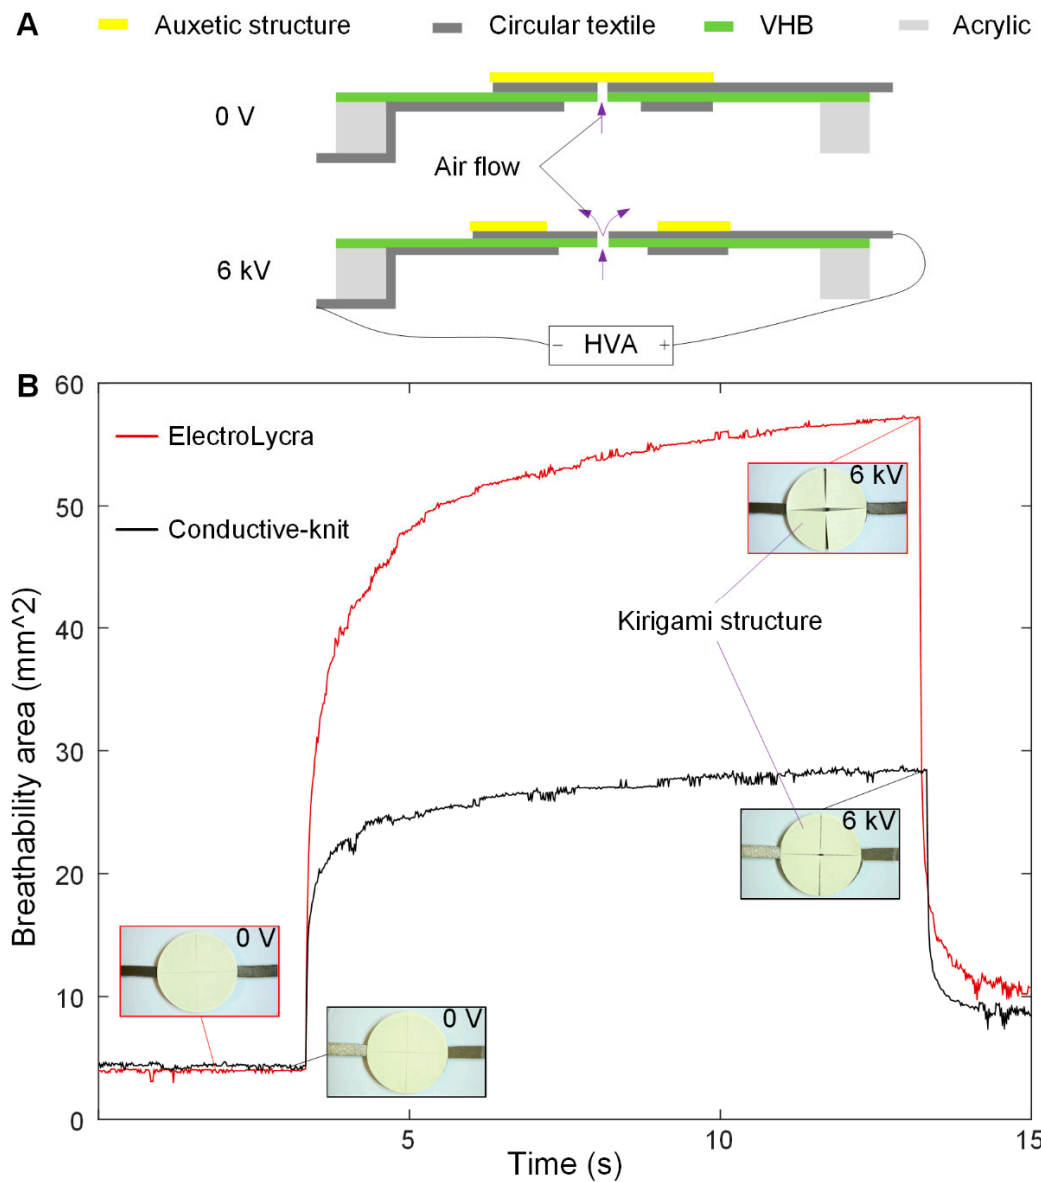 A
Auxetic structure
Circular textile
VHB
Acrylic
0 V
Air flow
6 kV
− HVA +
B
60
50
40
30
20
10
0
Breathability area (mm^2)
ElectroLycra
Conductive-knit
6 kV
Kirigami structure
6 kV
0 V
0 V
5
10
15
Time (s)